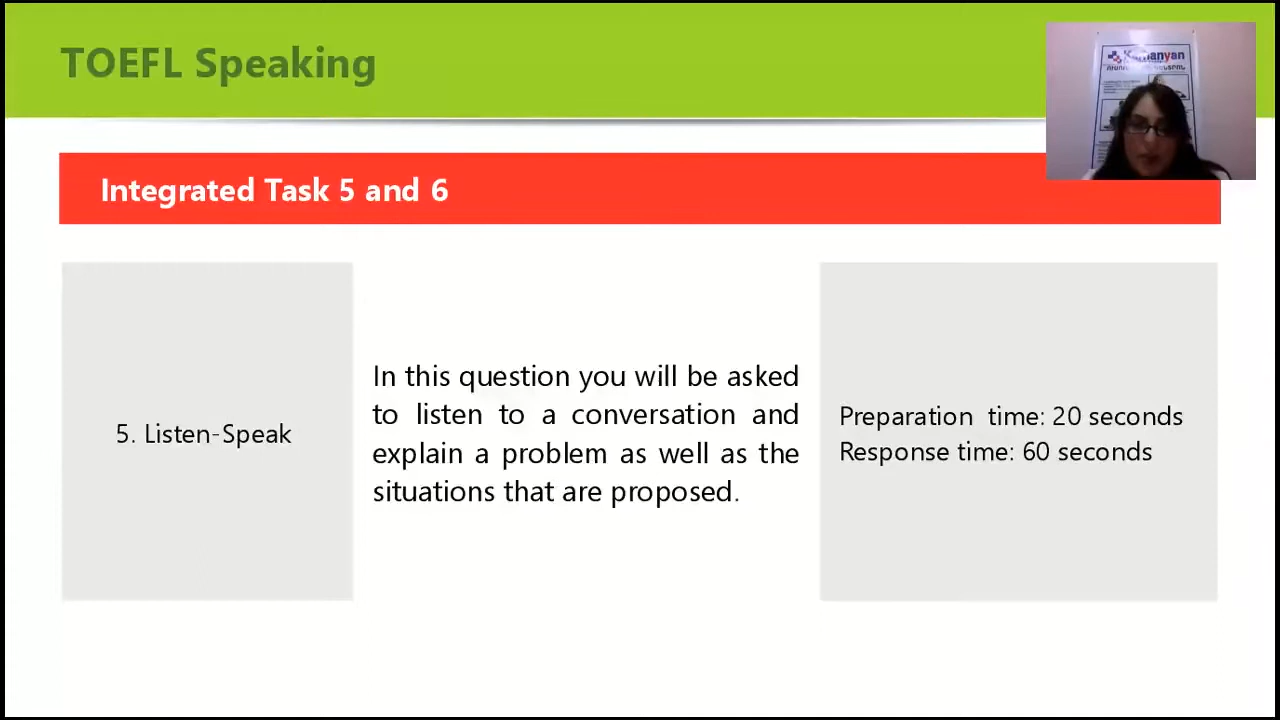 TOEFL Speaking
Integrated Task 5 and 6
5. Listen-Speak
In this question you will be asked
to listen to a conversation and
explain a problem as well as the
situations that are proposed.
Preparation time: 20 seconds
Response time: 60 seconds